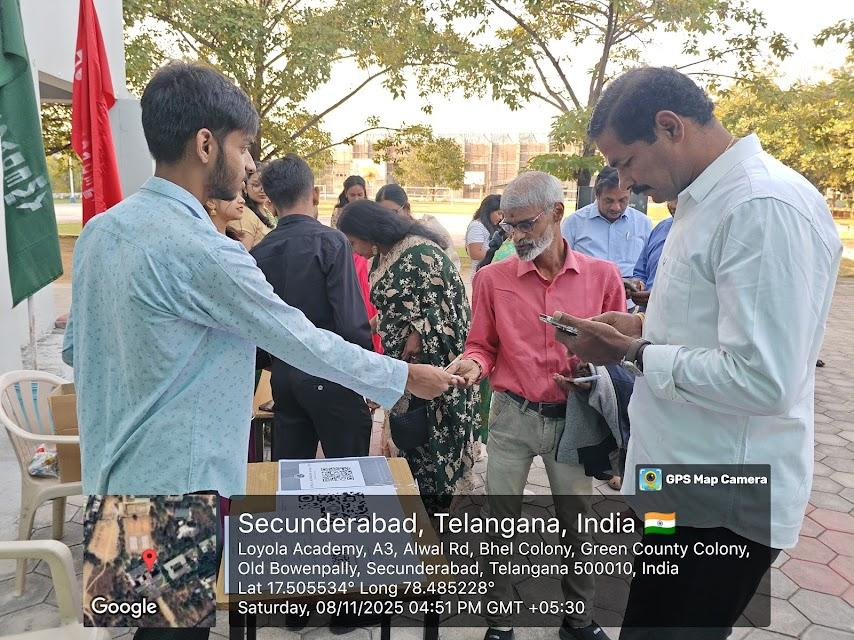 GPS Map Camera
Secunderabad, Telangana, India
Loyola Academy, A3, Alwal Rd, Bhel Colony, Green County Colony,
Old Bowenpally, Secunderabad, Telangana 500010, India
Lat 17.505534° Long 78.485228°
Saturday, 08/11/2025 04:51 PM GMT +05:30
Google